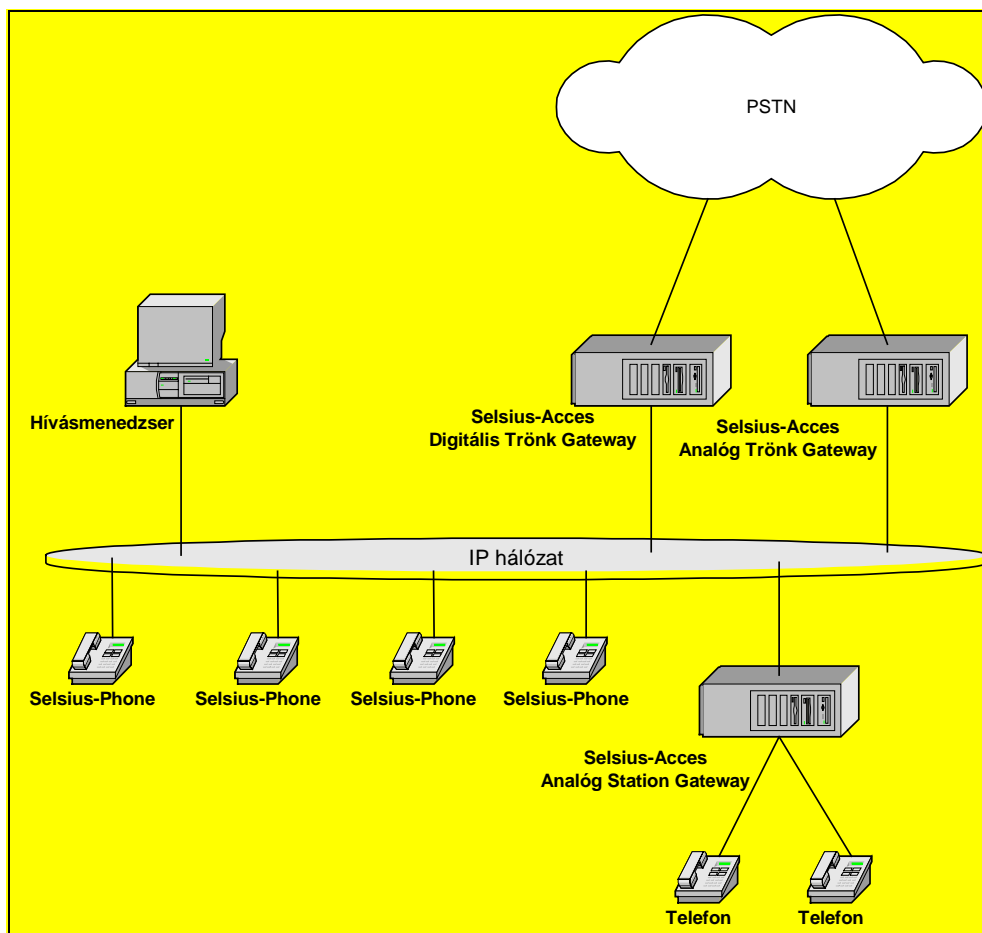 PSTN
Hívásmenedzser
Selsius-Acces
Digitális Trönk Gateway
Selsius-Acces
Analóg Trönk Gateway
IP hálózat
Selsius-Phone
Selsius-Phone
Selsius-Phone
Selsius-Phone
Selsius-Acces
Analóg Station Gateway
Telefon
Telefon